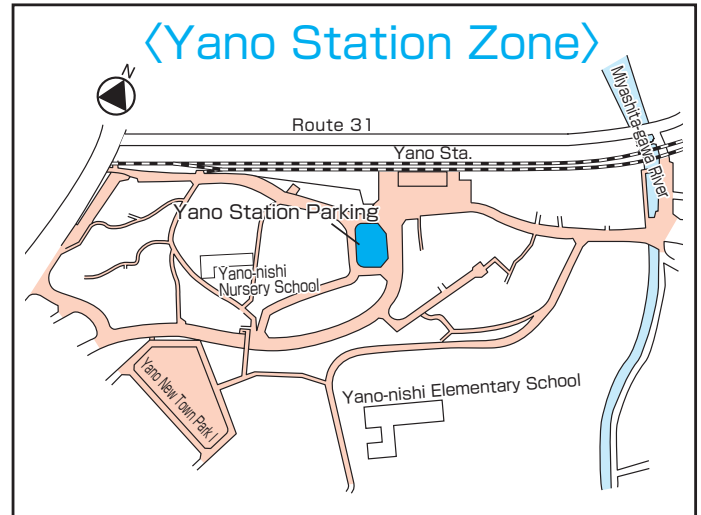 〈Yano Station Zone〉
N
Miyashita-gawa River
Route 31
Yano Sta.
Yano Station Parking
Yano-nishi
Nursery School
Yano New Town Park
Yano-nishi Elementary School